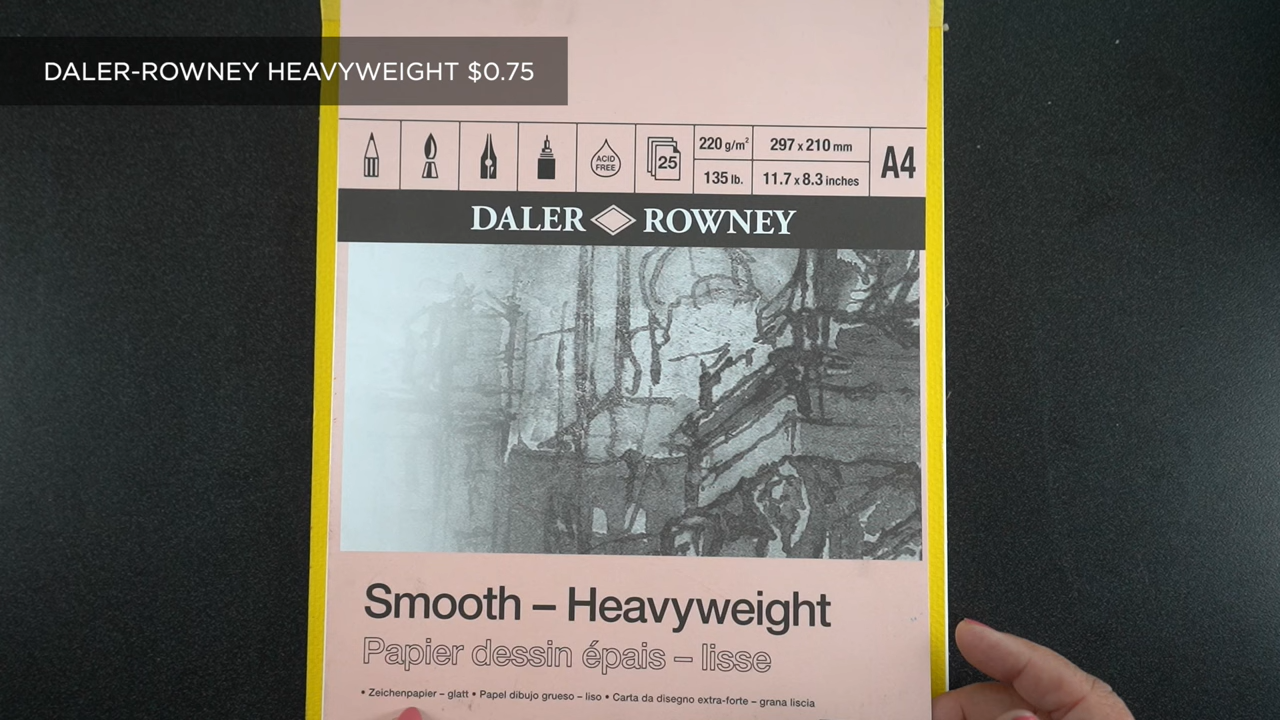 DALER-ROWNEY HEAVYWEIGHT $0.75
ACID FREE
25
220 g/m²
135 lb.
297 x 210 mm
11.7 x 8.3 inches
A4
DALER ROWNEY
Smooth – Heavyweight
Papier dessin épais – lisse
• Zeichenpapier – glatt • Papel dibujo grueso – liso • Carta da disegno extra-forte – grana liscia